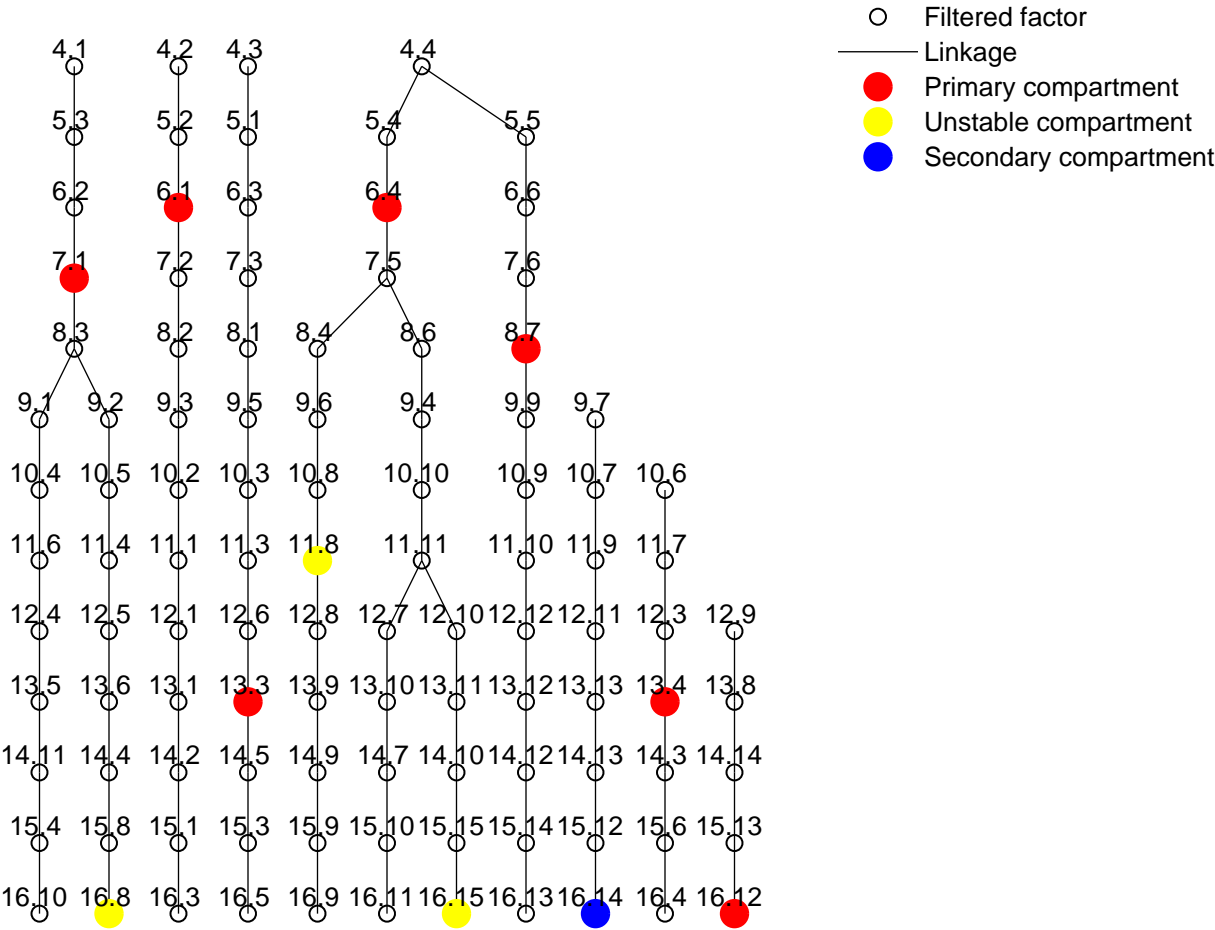 Filtered factor
Linkage
Primary compartment
Unstable compartment
Secondary compartment
4.1 4.2 4.3 4.4
5.3 5.2 5.1 5.4 5.5
6.2 6.1 6.3 6.4 6.6
7.1 7.2 7.3 7.5 7.6
8.3 8.2 8.1 8.4 8.6 8.7
9.1 9.2 9.3 9.5 9.6 9.4 9.9 9.7
10.4 10.5 10.2 10.3 10.8 10.10 10.9 10.7 10.6
11.6 11.4 11.1 11.3 11.8 11.11 11.10 11.9 11.7
12.4 12.5 12.1 12.6 12.8 12.7 12.10 12.12 12.11 12.3 12.9
13.5 13.6 13.1 13.3 13.9 13.10 13.11 13.12 13.13 13.4 13.8
14.11 14.4 14.2 14.5 14.9 14.7 14.10 14.12 14.13 14.3 14.14
15.4 15.8 15.1 15.3 15.9 15.10 15.15 15.14 15.12 15.6 15.13
16.10 16.8 16.3 16.5 16.9 16.11 16.15 16.13 16.14 16.4 16.12